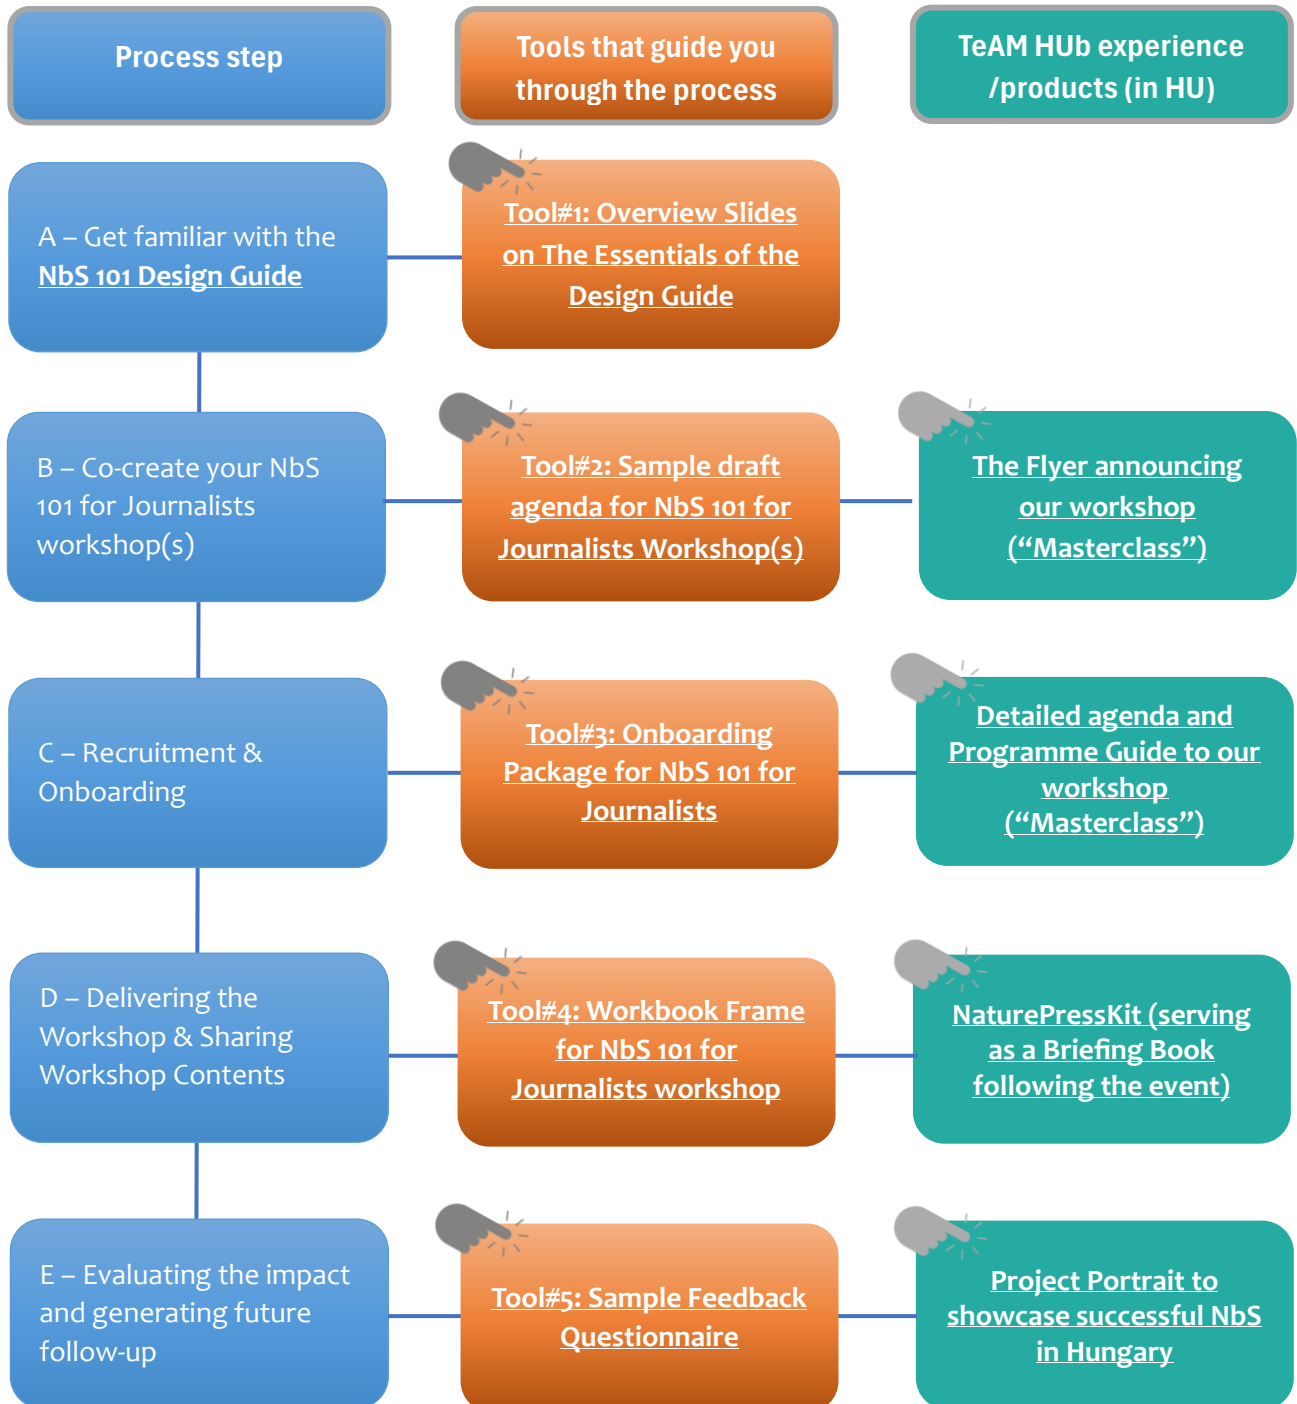 Process step
Tools that guide you
through the process
TeAM HUb experience
/products (in HU)
A – Get familiar with the
NbS 101 Design Guide
Tool#1: Overview Slides
on The Essentials of the
Design Guide
B – Co-create your NbS
101 for Journalists
workshop(s)
Tool#2: Sample draft
agenda for NbS 101 for
Journalists Workshop(s)
The Flyer announcing
our workshop
(“Masterclass”)
C – Recruitment &
Onboarding
Tool#3: Onboarding
Package for NbS 101 for
Journalists
Detailed agenda and
Programme Guide to our
workshop
(“Masterclass”)
D – Delivering the
Workshop & Sharing
Workshop Contents
Tool#4: Workbook Frame
for NbS 101 for
Journalists workshop
NaturePressKit (serving
as a Briefing Book
following the event)
E – Evaluating the impact
and generating future
follow-up
Tool#5: Sample Feedback
Questionnaire
Project Portrait to
showcase successful NbS
in Hungary